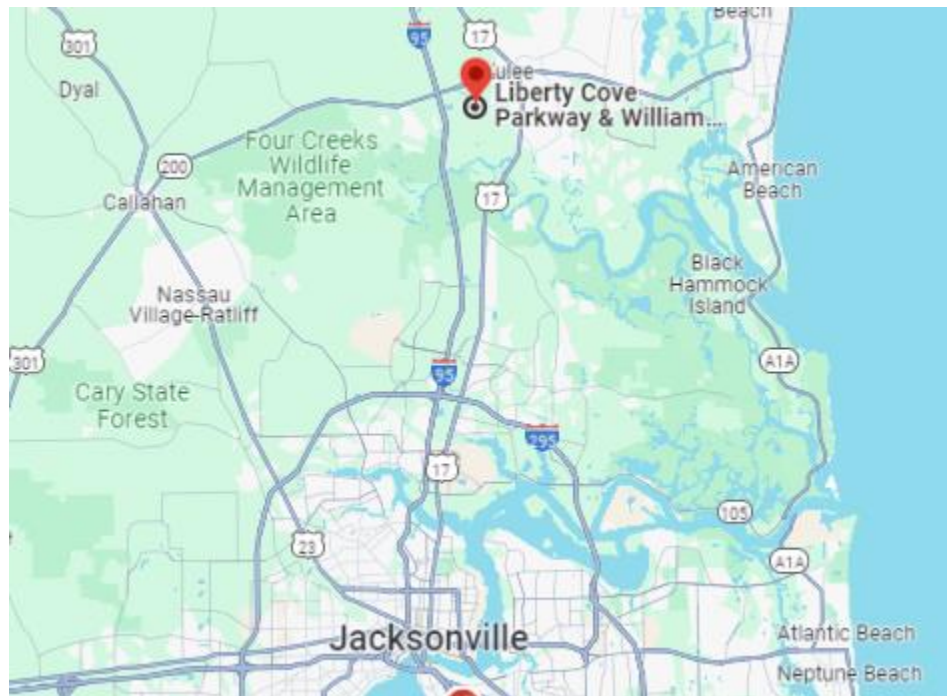 Beach
301
95
17
Dyal
ulee
Liberty Cove
Parkway & William...
Four Creeks
Wildlife
Management
Area
200
Callahan
17
American
Beach
Black
Hammock
Island
Nassau
Village-Ratliff
301
95
A1A
Cary State
Forest
295
17
105
23
A1A
Jacksonville
Atlantic Beach
Neptune Beach